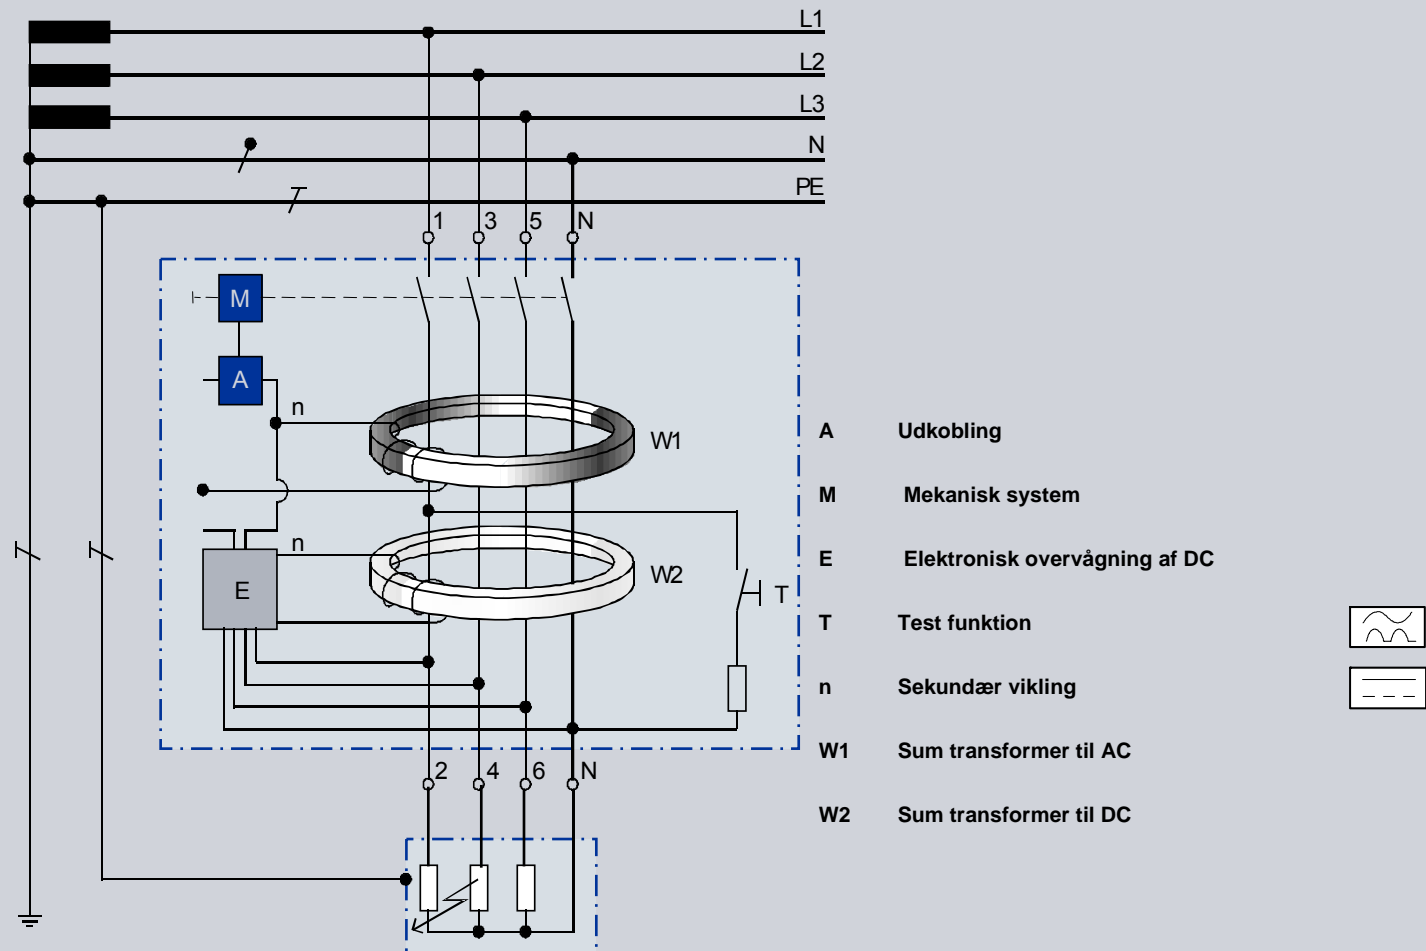 L1
L2
L3
N
PE
1 3 5 N
M
A
n
W1
n
W2
E
T
2 4 6 N
A Udkobling
M Mekanisk system
E Elektronisk overvågning af DC
T Test funktion
n Sekundær vikling
W1 Sum transformer til AC
W2 Sum transformer til DC